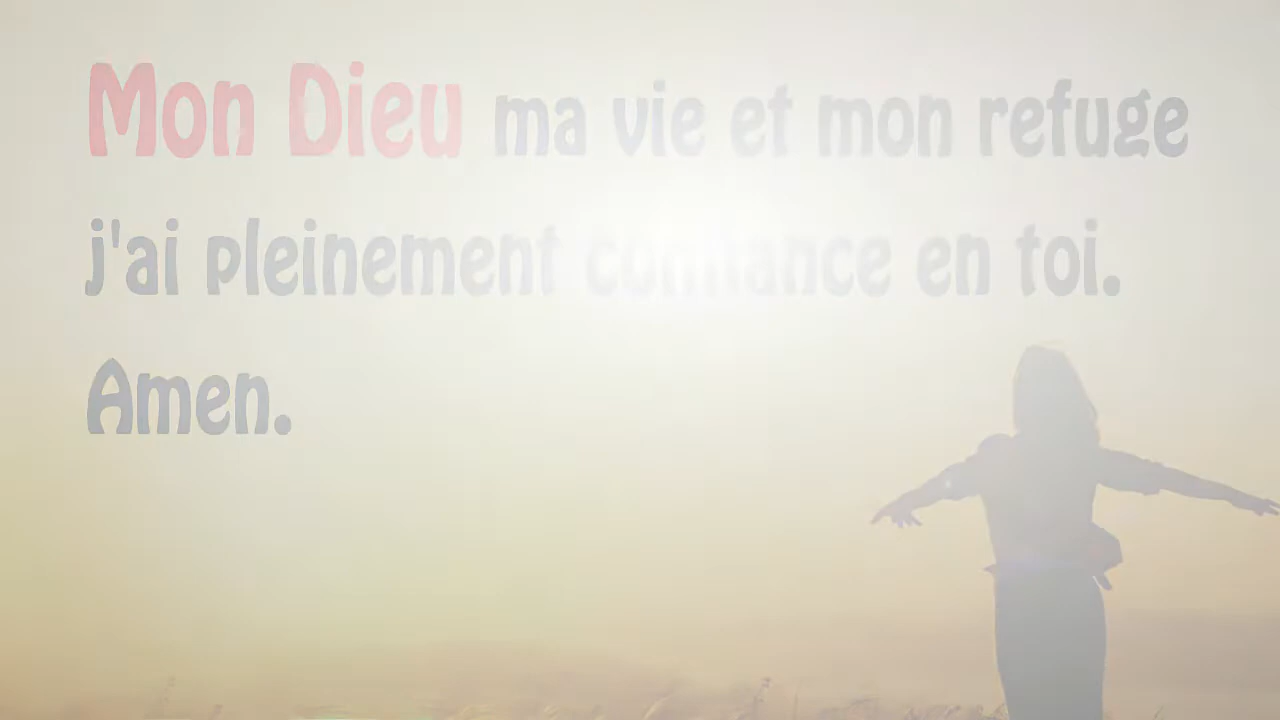 Mon Dieu ma vie et mon refuge
j'ai pleinement confiance en toi.
Amen.